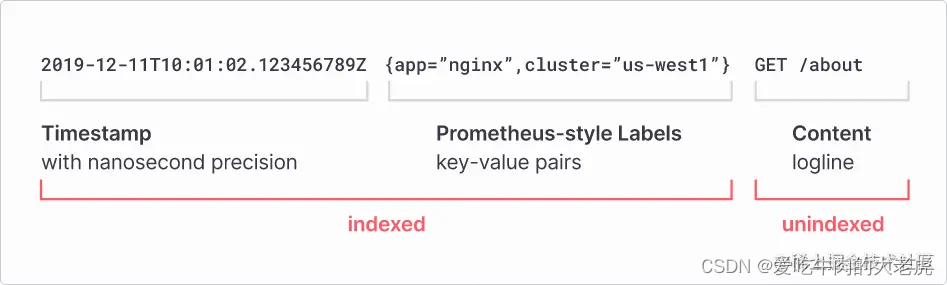 2019-12-11T10:01:02.123456789Z {app=”nginx”,cluster=”us-west1”} GET /about
Timestamp Prometheus-style Labels Content
with nanosecond precision key-value pairs logline
indexed unindexed
CSDN @爱吃牛肉的大老虎